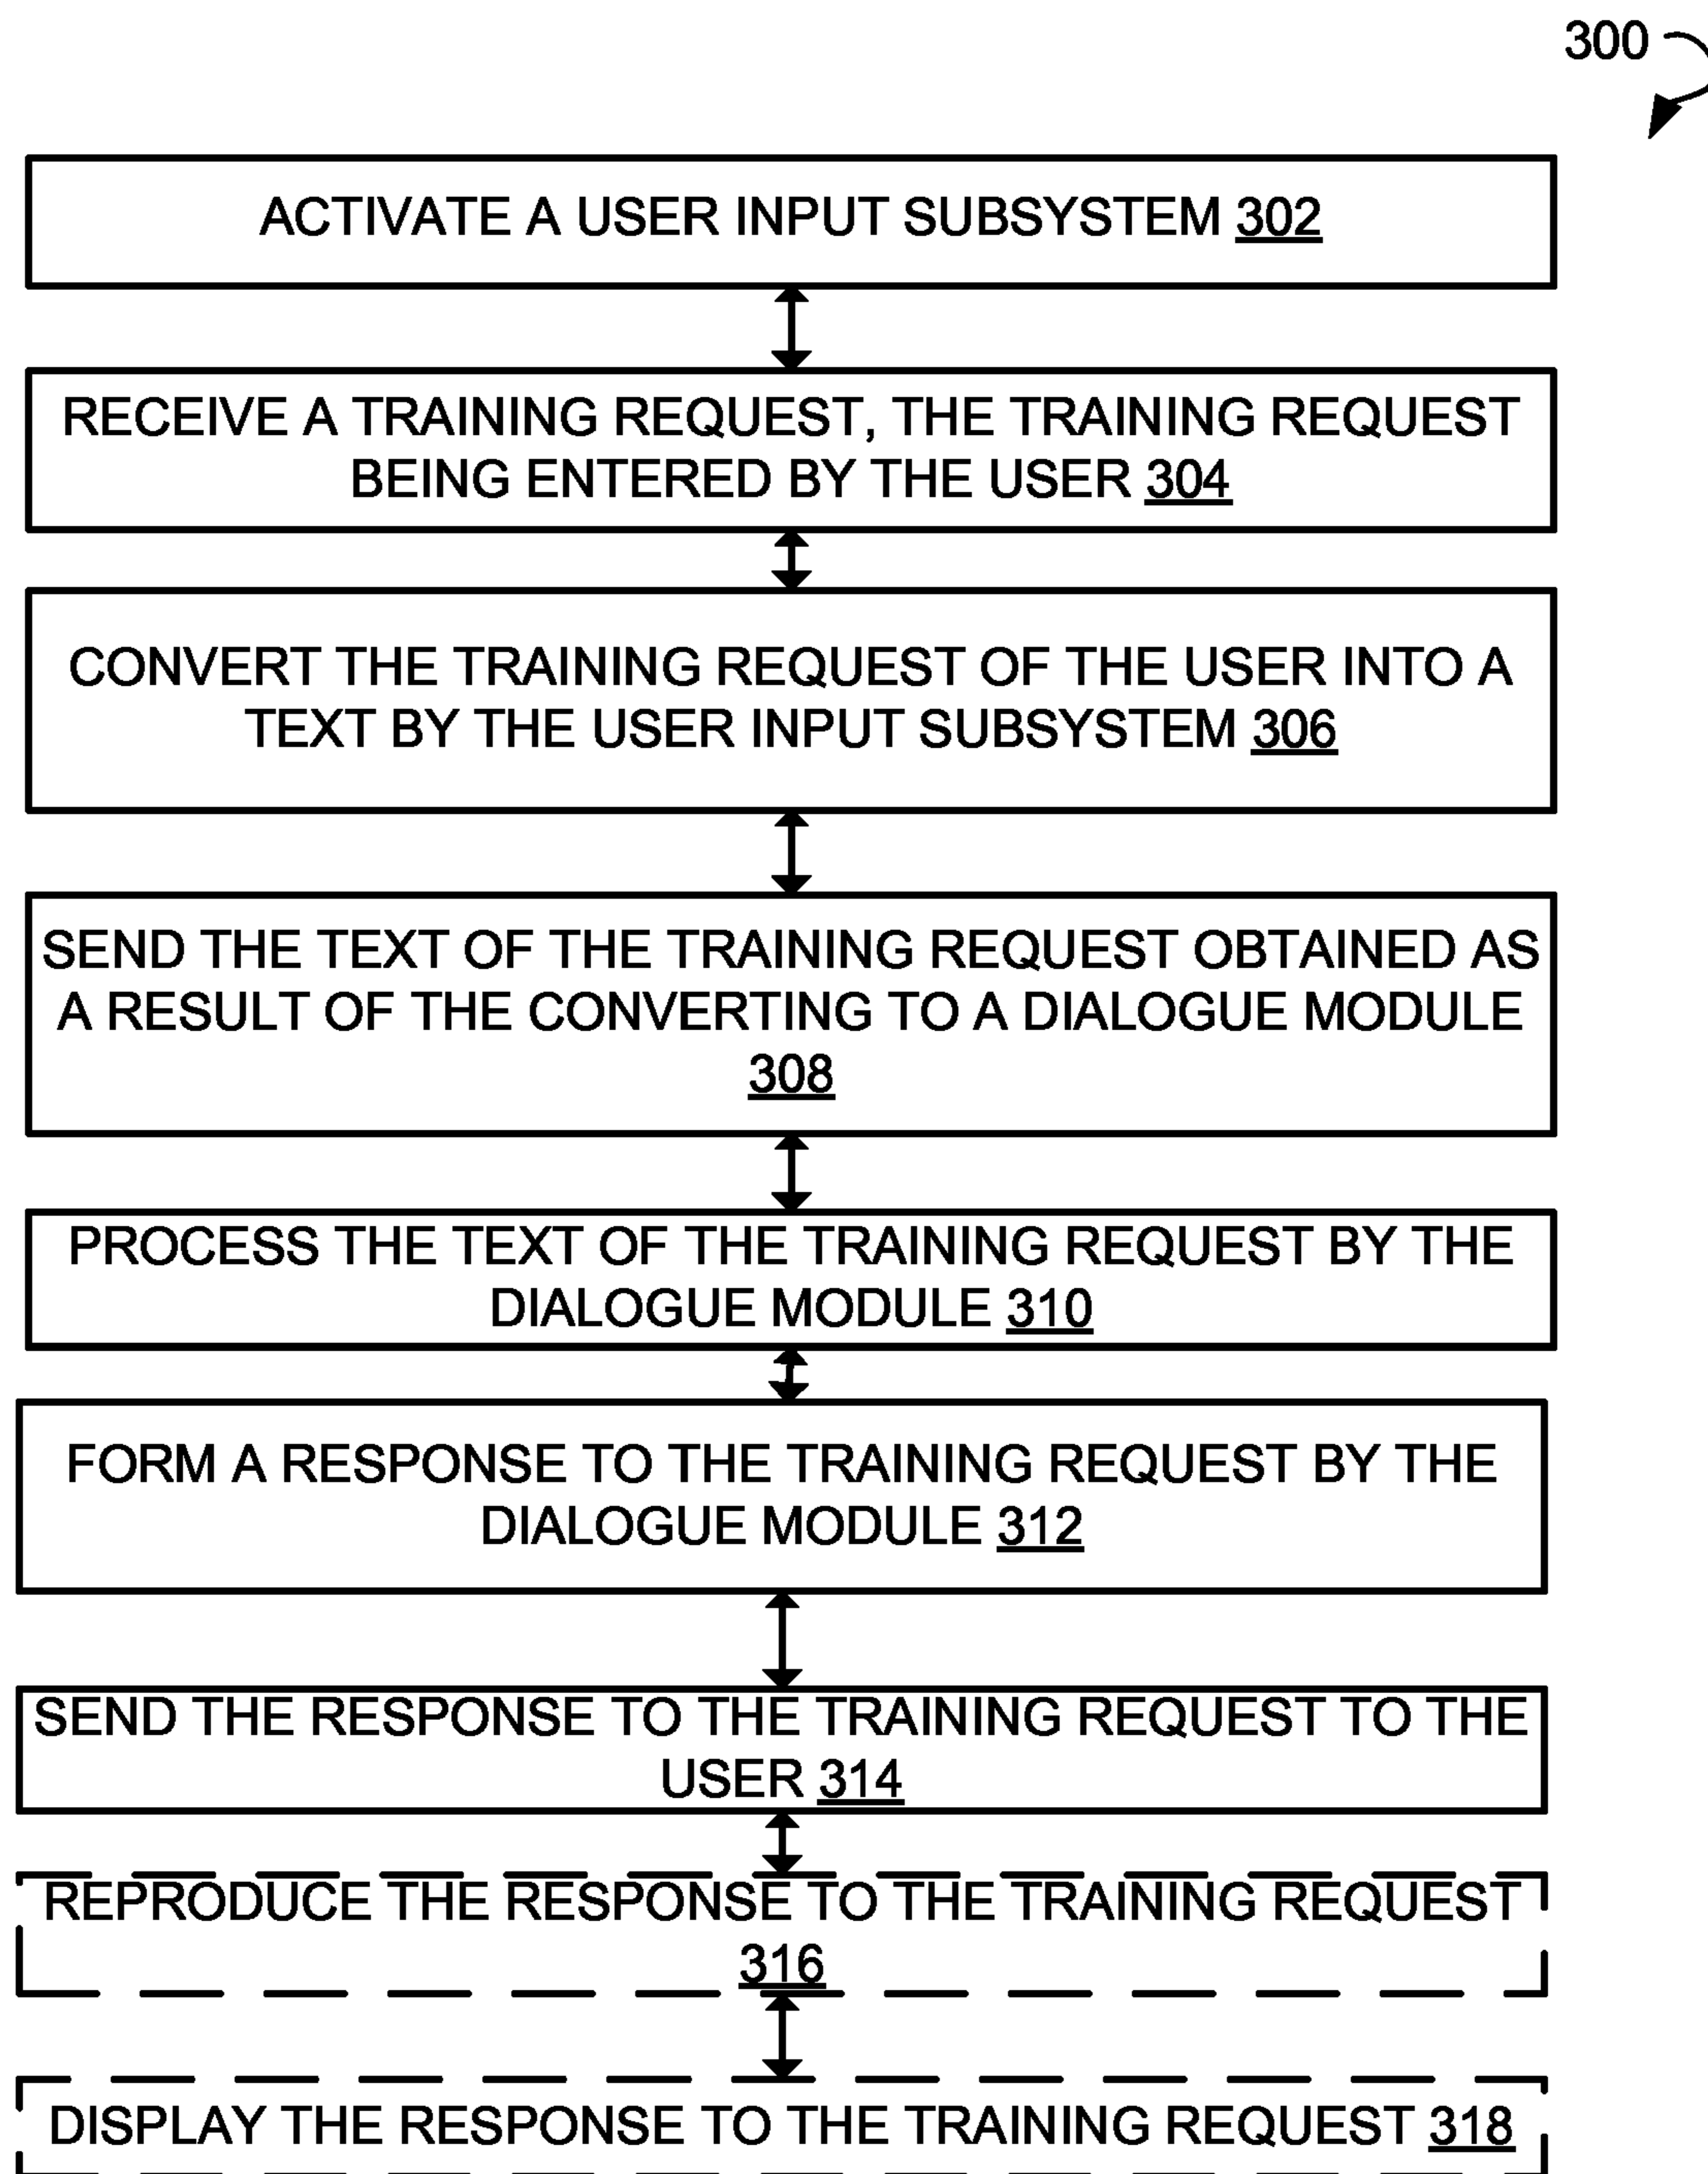 300
ACTIVATE A USER INPUT SUBSYSTEM 302
RECEIVE A TRAINING REQUEST, THE TRAINING REQUEST
BEING ENTERED BY THE USER 304
CONVERT THE TRAINING REQUEST OF THE USER INTO A
TEXT BY THE USER INPUT SUBSYSTEM 306
SEND THE TEXT OF THE TRAINING REQUEST OBTAINED AS
A RESULT OF THE CONVERTING TO A DIALOGUE MODULE
308
PROCESS THE TEXT OF THE TRAINING REQUEST BY THE
DIALOGUE MODULE 310
FORM A RESPONSE TO THE TRAINING REQUEST BY THE
DIALOGUE MODULE 312
SEND THE RESPONSE TO THE TRAINING REQUEST TO THE
USER 314
REPRODUCE THE RESPONSE TO THE TRAINING REQUEST
316
DISPLAY THE RESPONSE TO THE TRAINING REQUEST 318